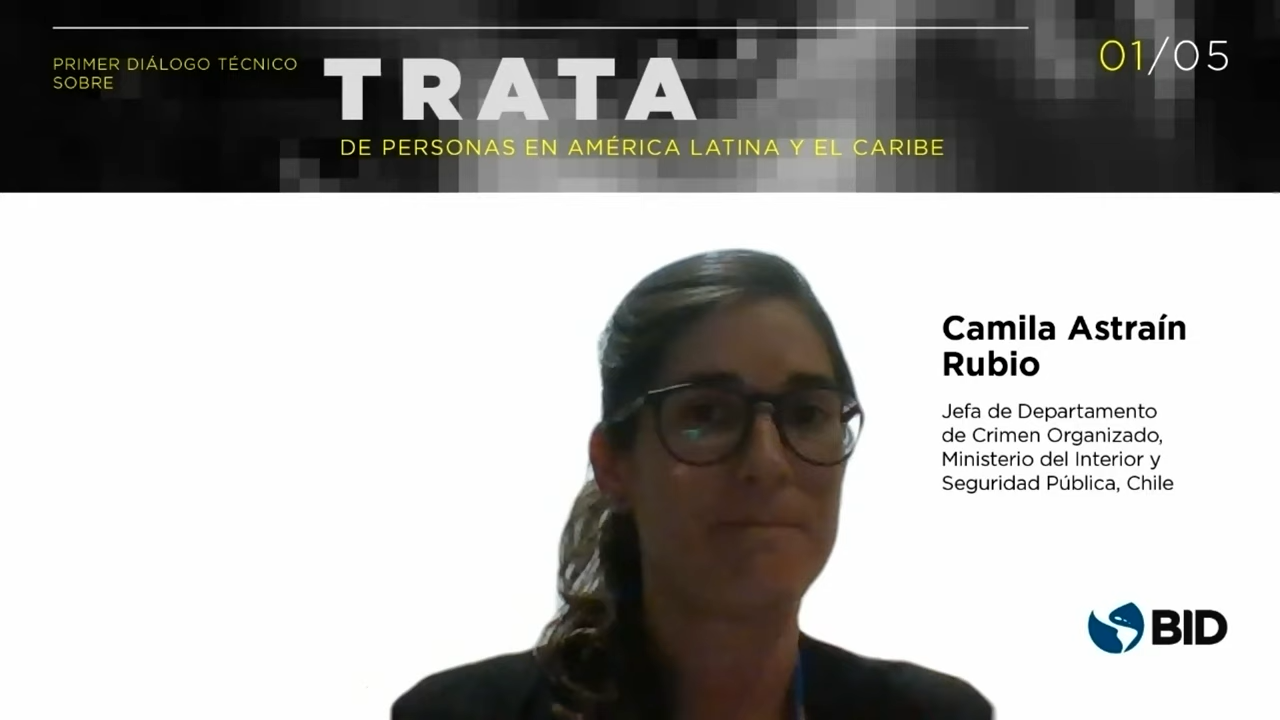 PRIMER DIÁLOGO TÉCNICO
SOBRE
TRATA
DE PERSONAS EN AMÉRICA LATINA Y EL CARIBE
01/05
Camila Astraín
Rubio
Jefa de Departamento
de Crimen Organizado,
Ministerio del Interior y
Seguridad Pública, Chile
BID